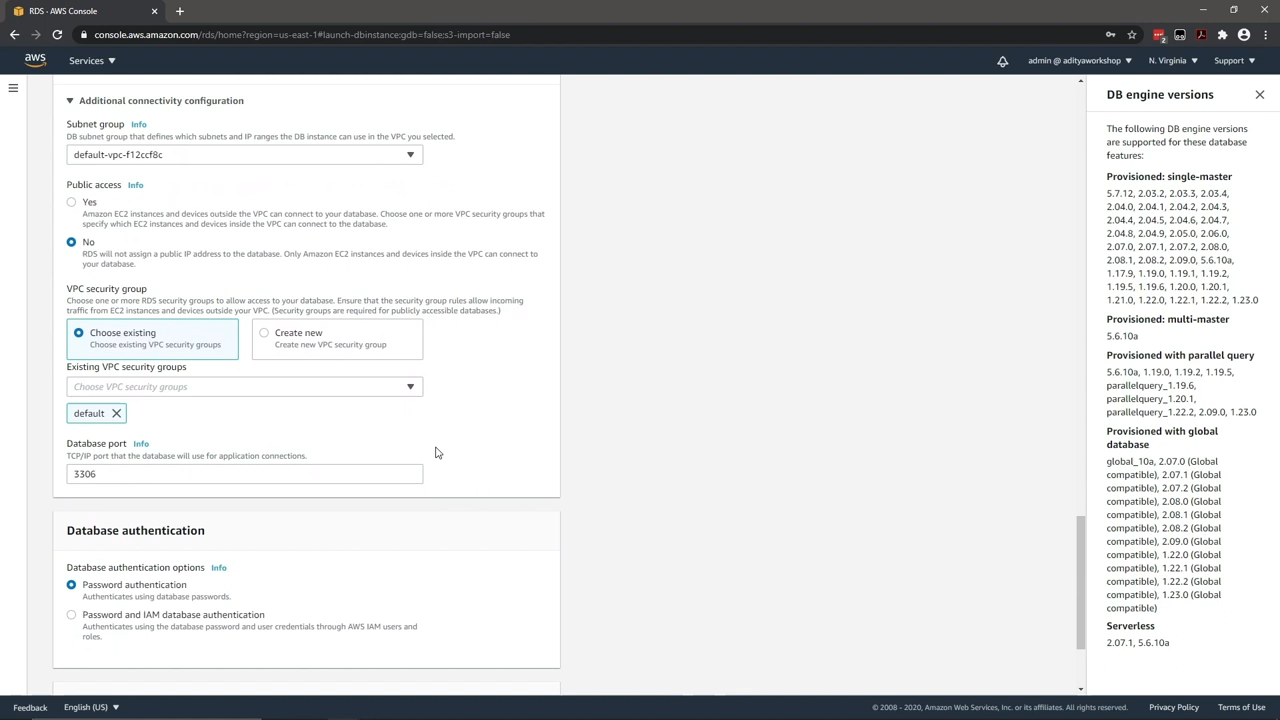 RDS - AWS Console
console.aws.amazon.com/rds/home?region=us-east-1#launch-dbinstance:gdb=false;s3-import=false
2
aws
Services
admin @ adityaworkshop
N. Virginia
Support
Additional connectivity configuration
Subnet group Info
DB subnet group that defines which subnets and IP ranges the DB instance can use in the VPC you selected.
default-vpc-f12ccf8c
Public access Info
Yes
Amazon EC2 instances and devices outside the VPC can connect to your database. Choose one or more VPC security groups that
specify which EC2 instances and devices inside the VPC can connect to the database.
No
RDS will not assign a public IP address to the database. Only Amazon EC2 instances and devices inside the VPC can connect to
your database.
VPC security group
Choose one or more RDS security groups to allow access to your database. Ensure that the security group rules allow incoming
traffic from EC2 instances and devices outside your VPC. (Security groups are required for publicly accessible databases.)
Choose existing
Choose existing VPC security groups
Create new
Create new VPC security group
Existing VPC security groups
Choose VPC security groups
default
Database port Info
TCP/IP port that the database will use for application connections.
3306
Database authentication
Database authentication options Info
Password authentication
Authenticates using database passwords.
Password and IAM database authentication
Authenticates using the database password and user credentials through AWS IAM users and
roles.
DB engine versions
The following DB engine versions
are supported for these database
features:
Provisioned: single-master
5.7.12, 2.03.2, 2.03.3, 2.03.4,
2.04.0, 2.04.1, 2.04.2, 2.04.3,
2.04.4, 2.04.5, 2.04.6, 2.04.7,
2.04.8, 2.04.9, 2.05.0, 2.06.0,
2.07.0, 2.07.1, 2.07.2, 2.08.0,
2.08.1, 2.08.2, 2.09.0, 5.6.10a,
1.17.9, 1.19.0, 1.19.1, 1.19.2,
1.19.5, 1.19.6, 1.20.0, 1.20.1,
1.21.0, 1.22.0, 1.22.1, 1.22.2, 1.23.0
Provisioned: multi-master
5.6.10a
Provisioned with parallel query
5.6.10a, 1.19.0, 1.19.2, 1.19.5,
parallelquery_1.19.6,
parallelquery_1.20.1,
parallelquery_1.22.2, 2.09.0, 1.23.0
Provisioned with global
database
global_10a, 2.07.0 (Global
compatible), 2.07.1 (Global
compatible), 2.07.2 (Global
compatible), 2.08.0 (Global
compatible), 2.08.1 (Global
compatible), 2.08.2 (Global
compatible), 2.09.0 (Global
compatible), 1.22.0 (Global
compatible), 1.22.1 (Global
compatible), 1.22.2 (Global
compatible), 1.23.0 (Global
compatible)
Serverless
2.07.1, 5.6.10a
Feedback
English (US)
© 2008 - 2020, Amazon Web Services, Inc. or its affiliates. All rights reserved.
Privacy Policy
Terms of Use